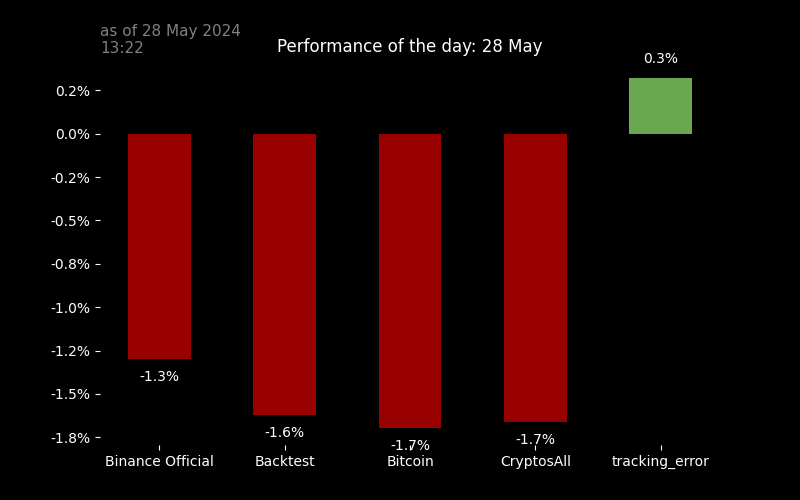 as of 28 May 2024
13:22
Performance of the day: 28 May
0.3%
0.2%
0.0%
-0.2%
-0.5%
-0.8%
-1.0%
-1.2%
-1.5%
-1.8%
-1.3%
-1.6%
-1.7%
-1.7%
Binance Official
Backtest
Bitcoin
CryptosAll
tracking_error